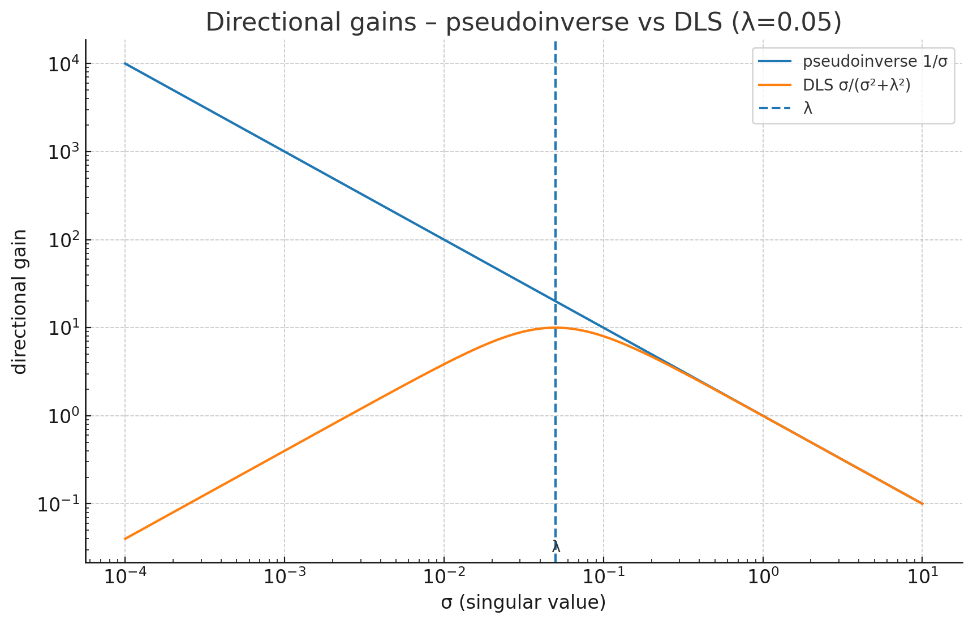 Directional gains – pseudoinverse vs DLS (λ=0.05)
pseudoinverse 1/σ
DLS σ/(σ²+λ²)
λ
directional gain
10⁴
10³
10²
10¹
10⁰
10⁻¹
λ
10⁻⁴ 10⁻³ 10⁻² 10⁻¹ 10⁰ 10¹
σ (singular value)